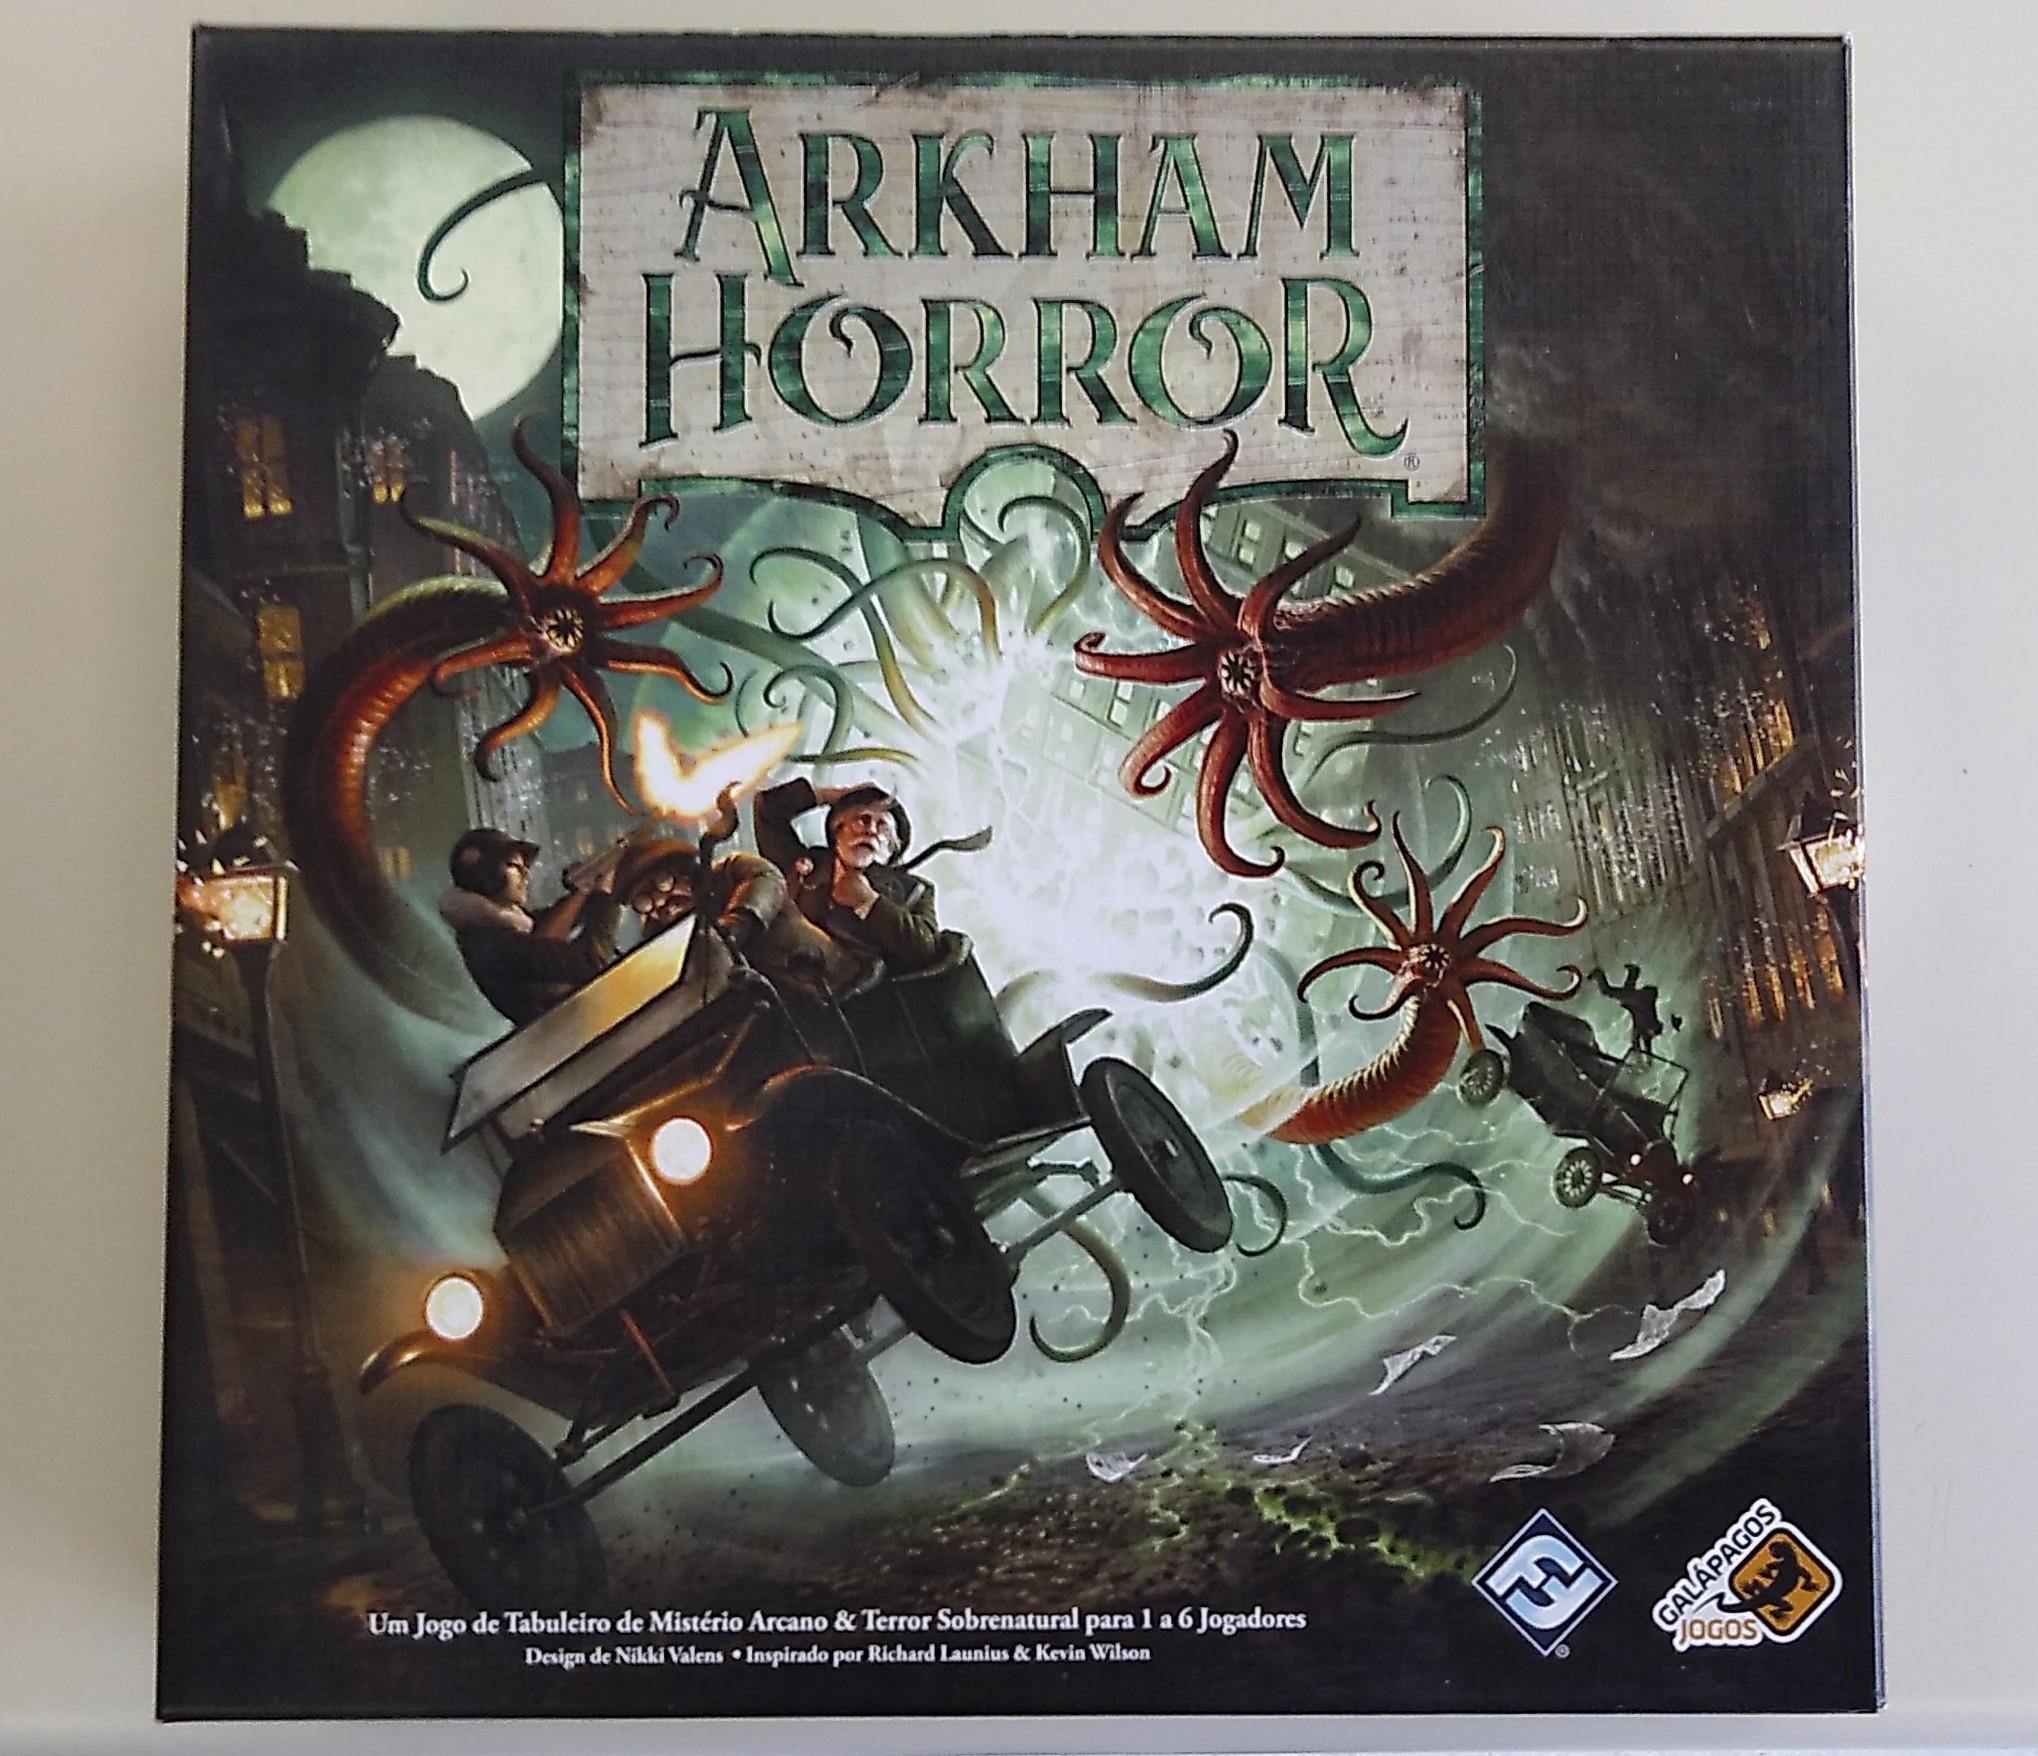 ARKHAM
HORROR
®
Um Jogo de Tabuleiro de Mistério Arcano & Terror Sobrenatural para 1 a 6 Jogadores
Design de Nikki Valens • Inspirado por Richard Launius & Kevin Wilson
®
GALÁPAGOS
JOGOS